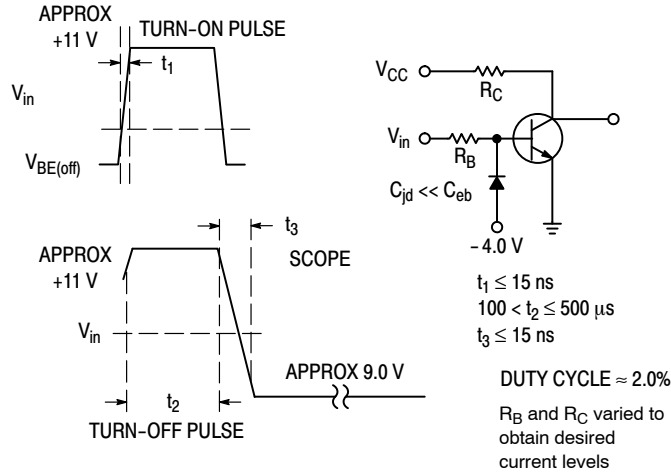 APPROX
+11 V
TURN-ON PULSE
t1
Vin
VBE(off)
VCC
RC
Vin
RB
Cjd << Ceb
- 4.0 V
t3
APPROX
+11 V
SCOPE
Vin
APPROX 9.0 V
t2
TURN-OFF PULSE
t1 ≤ 15 ns
100 < t2 ≤ 500 μs
t3 ≤ 15 ns
DUTY CYCLE ≈ 2.0%
RB and RC varied to
obtain desired
current levels